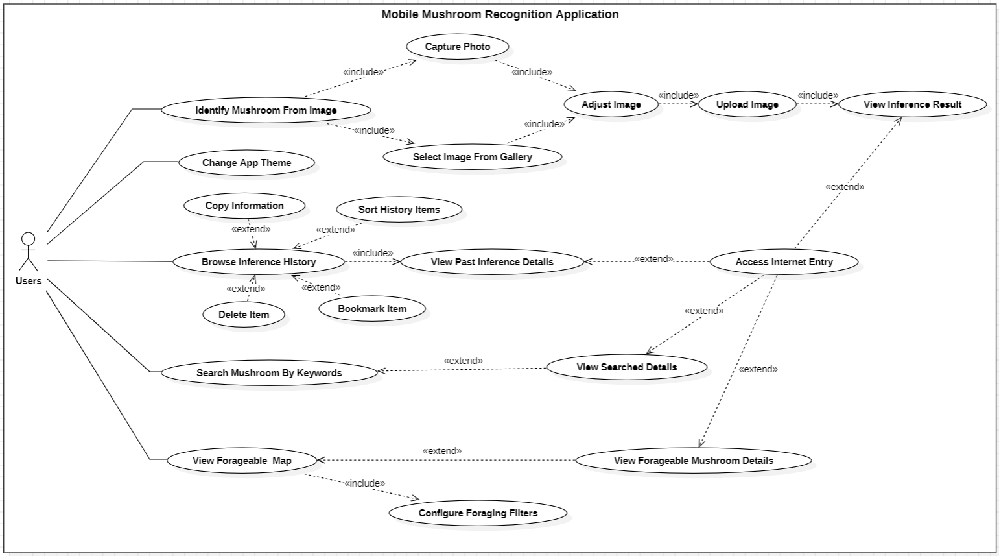 Mobile Mushroom Recognition Application
Capture Photo
«include»
«include»
Identify Mushroom From Image
Adjust Image
«include»
Upload Image
«include»
View Inference Result
«include»
«include»
Select Image From Gallery
Change App Theme
«extend»
Copy Information
Sort History Items
«extend»
«extend»
Users
Browse Inference History
«include»
View Past Inference Details
«extend»
Access Internet Entry
«extend»
«extend»
Delete Item
Bookmark Item
«extend»
Search Mushroom By Keywords
«extend»
View Searched Details
«extend»
View Forageable  Map
«extend»
View Forageable Mushroom Details
«include»
Configure Foraging Filters